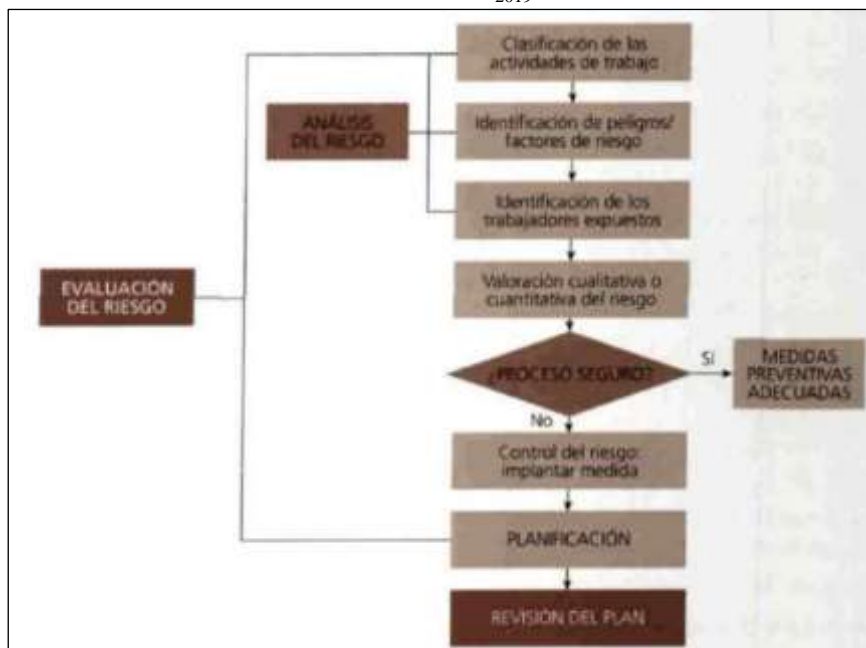 2019
Clasificación de las
actividades de trabajo
ANÁLISIS
DEL RIESGO
Identificación de peligros/
factores de riesgo
Identificación de los
trabajadores expuestos
EVALUACIÓN
DEL RIESGO
Valoración cualitativa o
cuantitativa del riesgo
¿PROCESO SEGURO?
Sí
MEDIDAS
PREVENTIVAS
ADECUADAS
No
Control del riesgo:
implantar medida
PLANIFICACIÓN
REVISIÓN DEL PLAN